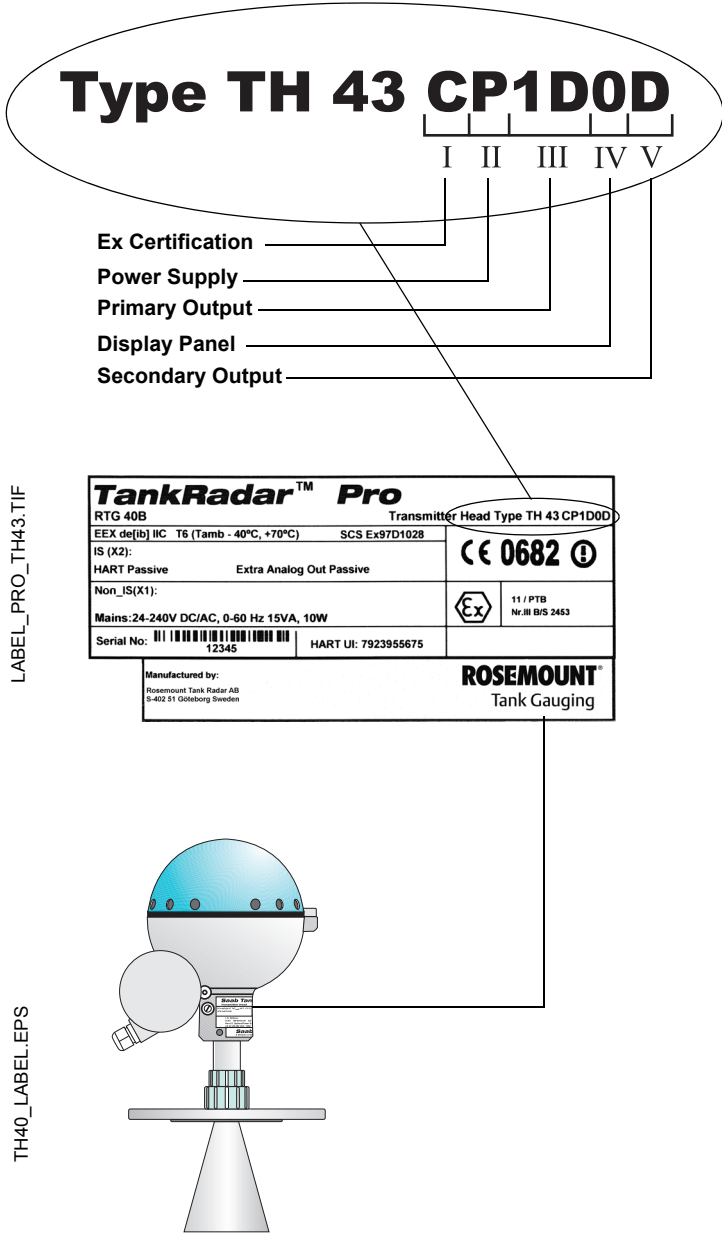 Type TH 43 CP1D0D
I II III IV V
Ex Certification
Power Supply
Primary Output
Display Panel
Secondary Output
LABEL_PRO_TH43.TIF
TankRadar™ Pro
RTG 40B Transmitter Head Type TH 43 CP1D0D
EEX de[ib] IIC T6 (Tamb - 40ºC, +70ºC) SCS Ex97D1028
IS (X2):
HART Passive Extra Analog Out Passive
CE 0682
Non_IS(X1):
Mains:24-240V DC/AC, 0-60 Hz 15VA, 10W
Ex
11 / PTB
Nr.III B/S 2453
Serial No:
12345
HART UI: 7923955675
Manufactured by:
Rosemount Tank Radar AB
S-402 51 Göteborg Sweden
ROSEMOUNT®
Tank Gauging
TH40_LABEL.EPS
Saab Tan
Saab